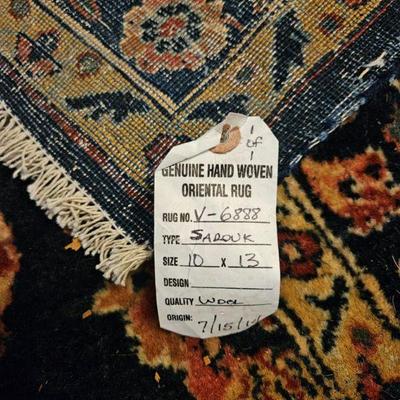 1
of
1
GENUINE HAND WOVEN
ORIENTAL RUG
RUG NO. V-6888
TYPE SAROUK
SIZE 10 X 13
DESIGN
QUALITY WOOL
ORIGIN: 7/15/